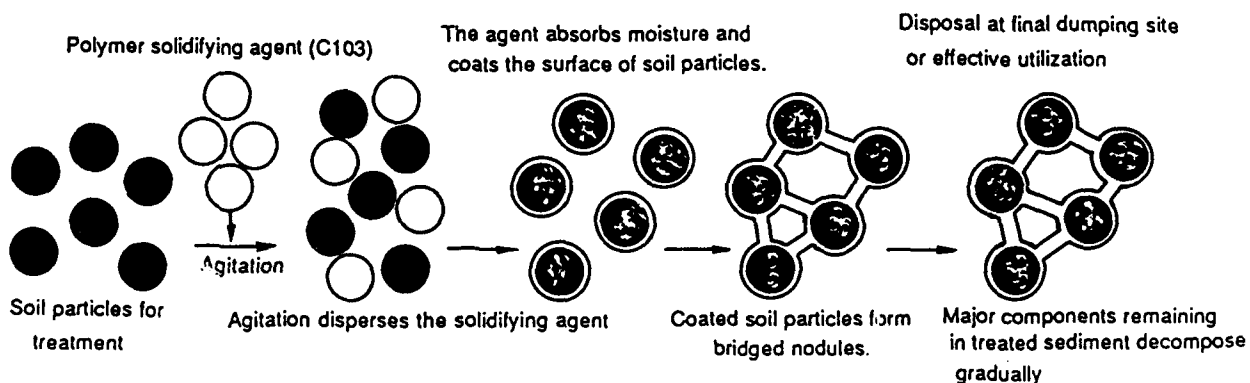 Polymer solidifying agent (C103)
The agent absorbs moisture and
coats the surface of soil particles.
Disposal at final dumping site
or effective utilization
Agitation
Soil particles for
treatment
Agitation disperses the solidifying agent
Coated soil particles form
bridged nodules.
Major components remaining
in treated sediment decompose
gradually